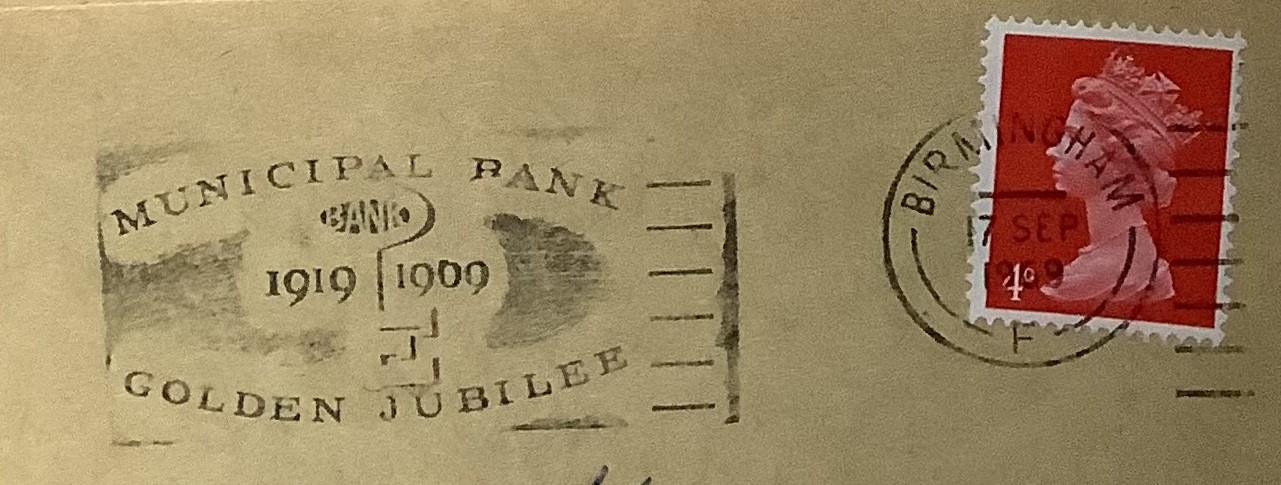 MUNICIPAL BANK
BANK
1919 1969
GOLDEN JUBILEE
BIRMINGHAM
17 SEP
1969
F
4ᴰ